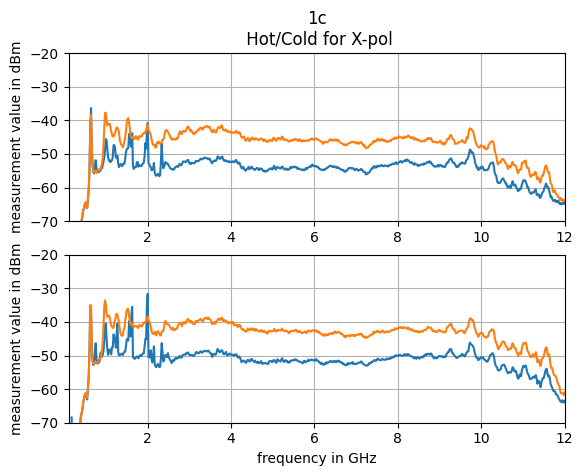 1c
Hot/Cold for X-pol
measurement value in dBm
−20
−30
−40
−50
−60
−70
2 4 6 8 10 12
measurement value in dBm
−20
−30
−40
−50
−60
−70
2 4 6 8 10 12
frequency in GHz